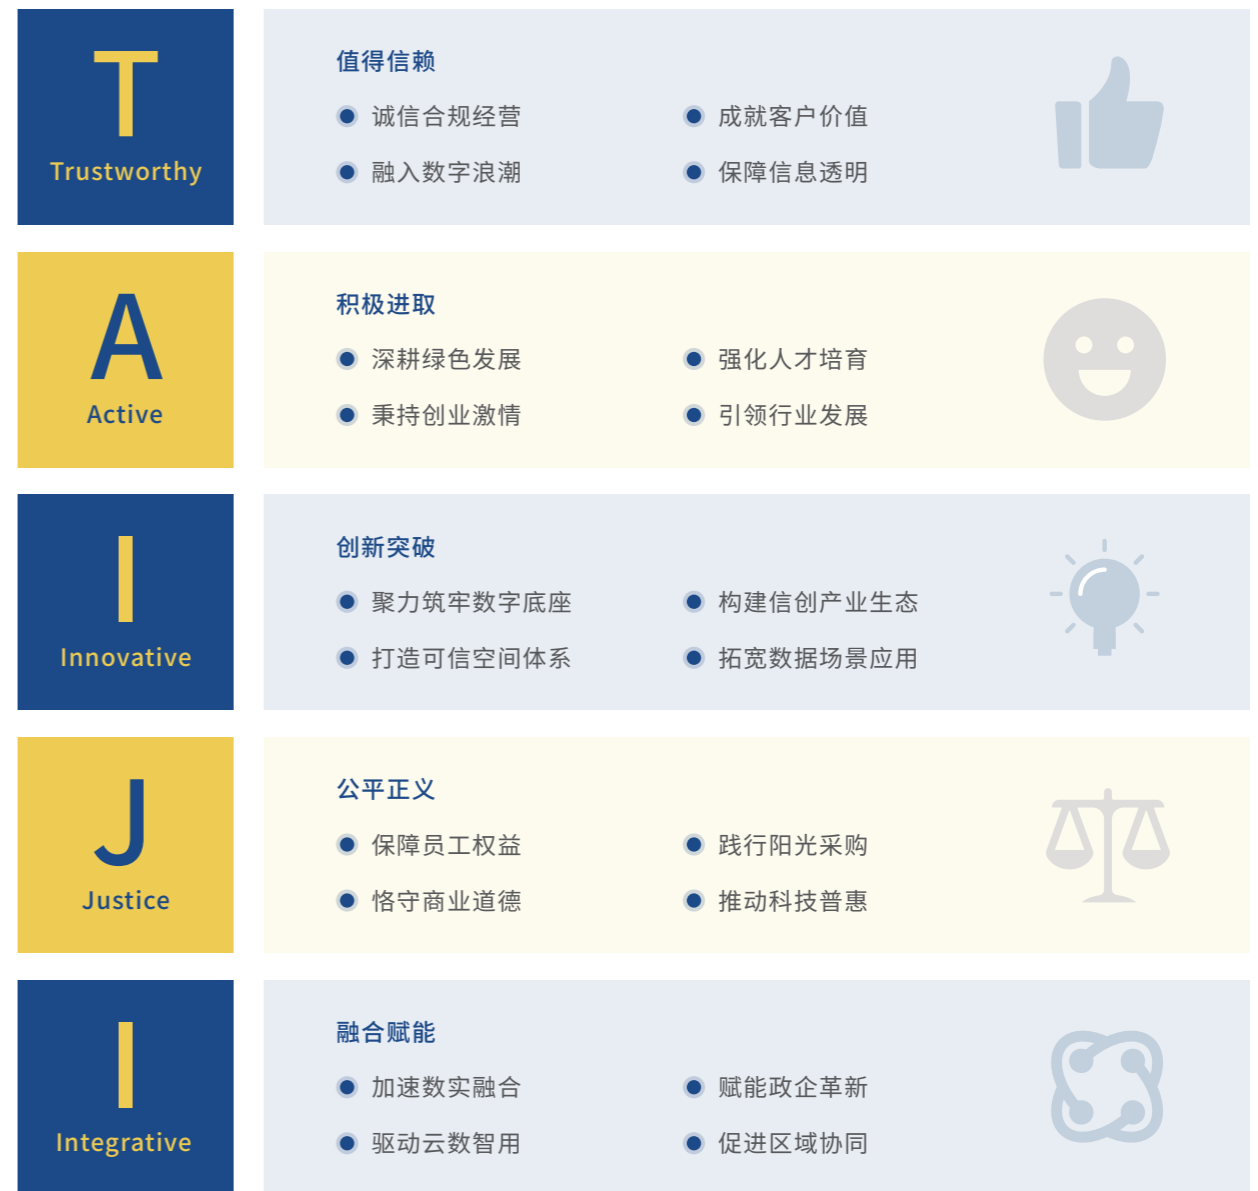 T
Trustworthy
值得信赖
诚信合规经营
成就客户价值
融入数字浪潮
保障信息透明
A
Active
积极进取
深耕绿色发展
强化人才培育
秉持创业激情
引领行业发展
I
Innovative
创新突破
聚力筑牢数字底座
构建信创产业生态
打造可信空间体系
拓宽数据场景应用
J
Justice
公平正义
保障员工权益
践行阳光采购
恪守商业道德
推动科技普惠
I
Integrative
融合赋能
加速数实融合
赋能政企革新
驱动云数智用
促进区域协同